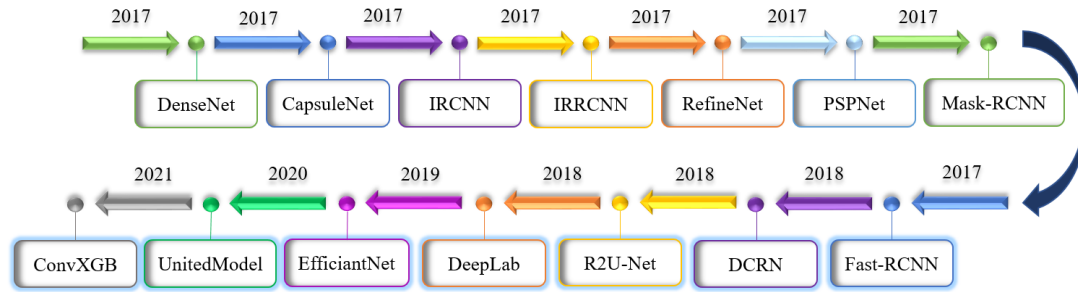 2017 2017 2017 2017 2017 2017 2017
DenseNet CapsuleNet IRCNN IRRCNN RefineNet PSPNet Mask-RCNN
2021 2020 2019 2018 2018 2018 2017
ConvXGB UnitedModel EfficiantNet DeepLab R2U-Net DCRN Fast-RCNN